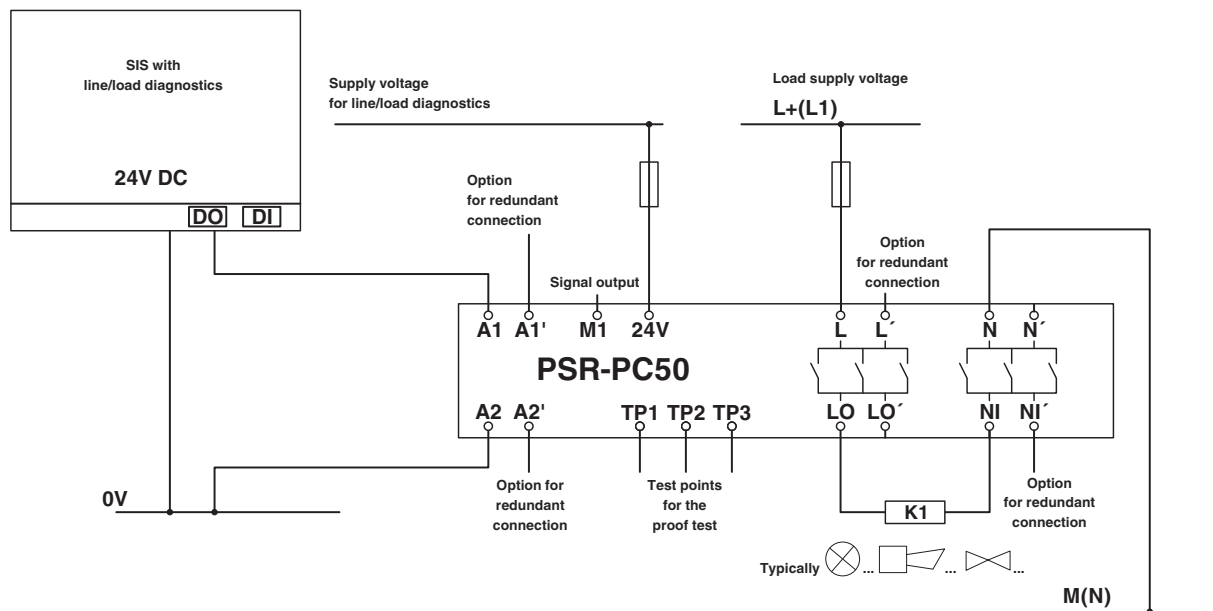 SIS with
line/load diagnostics
24V DC
DO DI
Supply voltage
for line/load diagnostics
Load supply voltage
L+(L1)
Option
for redundant
connection
Signal output
Option
for redundant
connection
A1 A1' M1 24V L L´ N N´
PSR-PC50
A2 A2' TP1 TP2 TP3 LO LO´ NI NI´
0V
Option for
redundant
connection
Test points
for the
proof test
K1
Option
for redundant
connection
Typically ... ... ...
M(N)